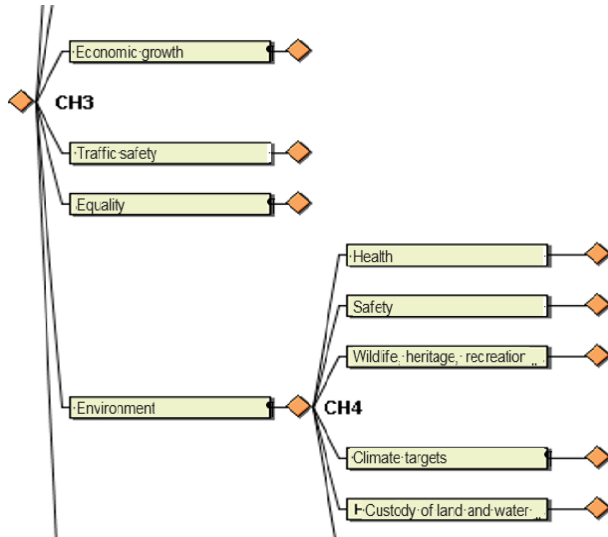 Economic growth
CH3
Traffic safety
Equality
Health
Safety
Wildlife, heritage, recreation ..
Environment
CH4
Climate targets
Custody of land and water ..